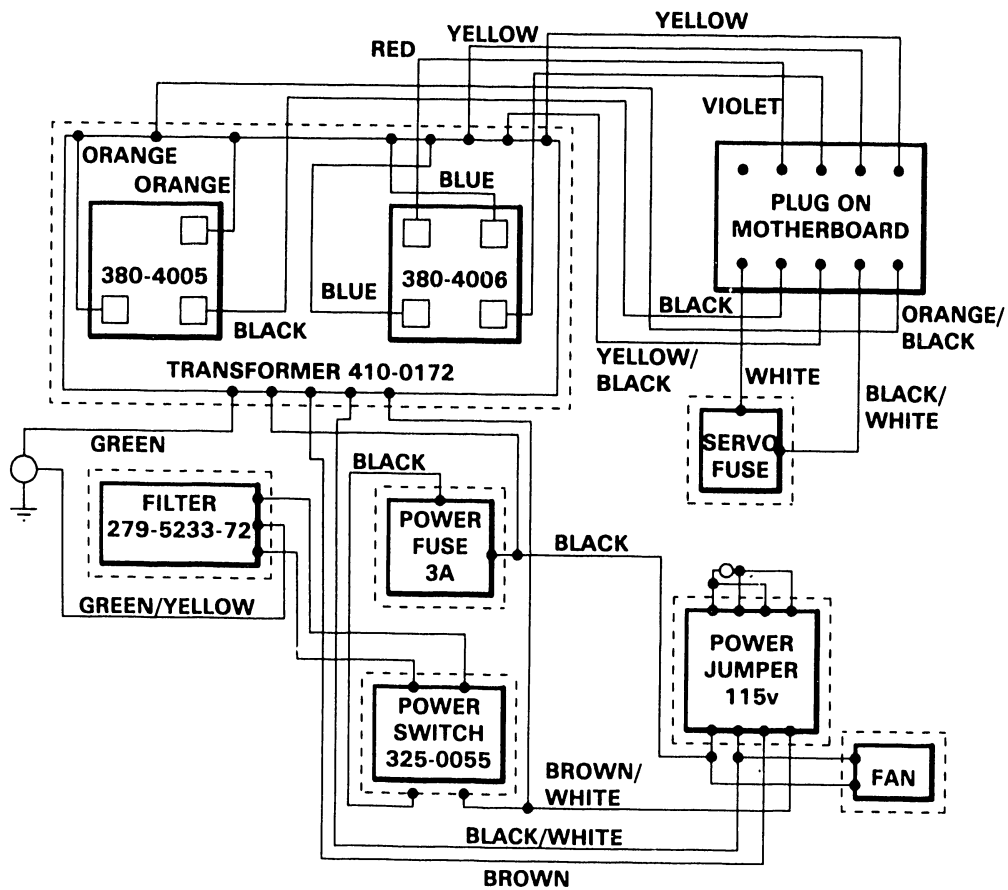 YELLOW
YELLOW
RED
VIOLET
ORANGE
ORANGE
BLUE
PLUG ON
MOTHERBOARD
380-4005
380-4006
BLUE
BLACK
BLACK
ORANGE/
BLACK
YELLOW/
BLACK
TRANSFORMER 410-0172
WHITE
BLACK/
WHITE
GREEN
SERVO
FUSE
BLACK
FILTER
279-5233-72
POWER
FUSE
3A
BLACK
GREEN/YELLOW
POWER
JUMPER
115v
POWER
SWITCH
325-0055
BROWN/
WHITE
FAN
BLACK/WHITE
BROWN